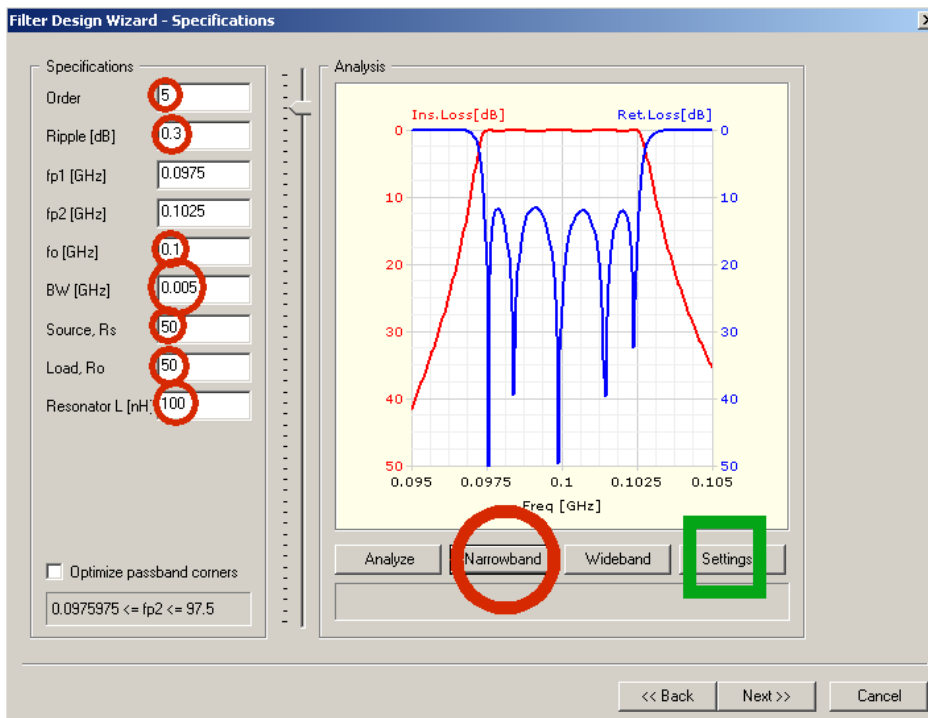 Filter Design Wizard - Specifications
Specifications
Order 5
Ripple [dB] 0.3
fp1 [GHz] 0.0975
fp2 [GHz] 0.1025
fo [GHz] 0.1
BW [GHz] 0.005
Source, Rs 50
Load, Ro 50
Resonator L [nH] 100
Optimize passband corners
0.0975975 <= fp2 <= 97.5
Analysis
Ins.Loss[dB] Ret.Loss[dB]
0 0
10 10
20 20
30 30
40 40
50 50
0.095 0.0975 0.1 0.1025 0.105
Freq [GHz]
Analyze Narrowband Wideband Settings
<< Back Next >> Cancel